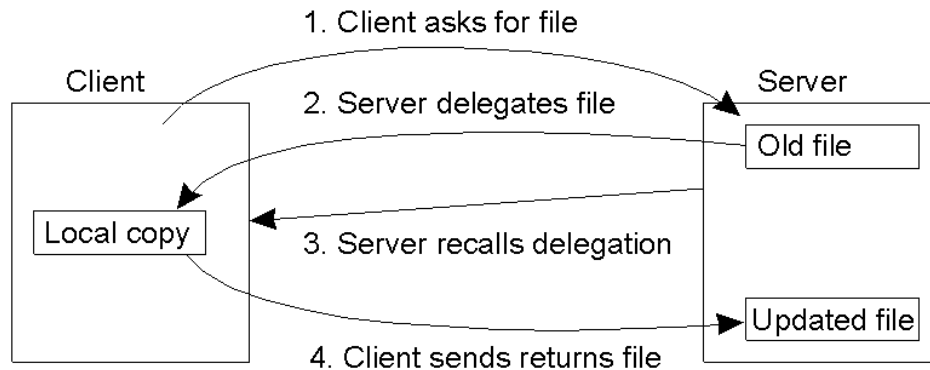 1. Client asks for file
Client
Server
2. Server delegates file
Old file
Local copy
3. Server recalls delegation
Updated file
4. Client sends returns file